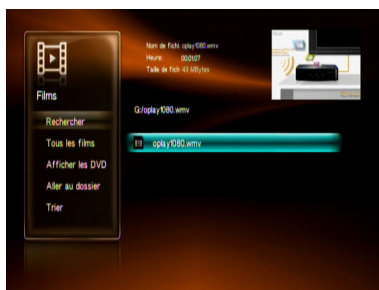 Nom de fichi. oplay1080.wmv
Heure: 00:01:07
Taille de fich 43 MBytes
Films
G:/oplay1080.wmv
Rechercher
Tous les films
oplay1080.wmv
Afficher les DVD
Aller au dossier
Trier